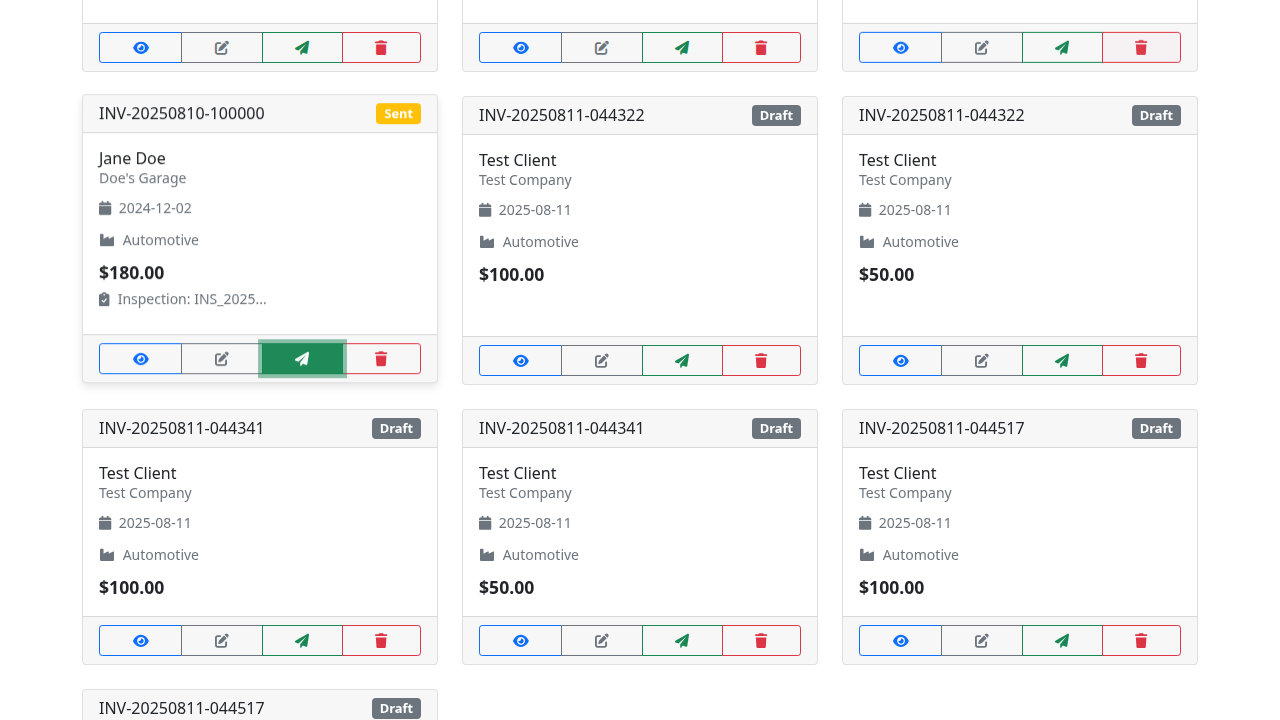 INV-20250810-100000 Sent
Jane Doe
Doe's Garage
2024-12-02
Automotive
$180.00
Inspection: INS_2025...
INV-20250811-044322 Draft
Test Client
Test Company
2025-08-11
Automotive
$100.00
INV-20250811-044322 Draft
Test Client
Test Company
2025-08-11
Automotive
$50.00
INV-20250811-044341 Draft
Test Client
Test Company
2025-08-11
Automotive
$100.00
INV-20250811-044341 Draft
Test Client
Test Company
2025-08-11
Automotive
$50.00
INV-20250811-044517 Draft
Test Client
Test Company
2025-08-11
Automotive
$100.00
INV-20250811-044517 Draft